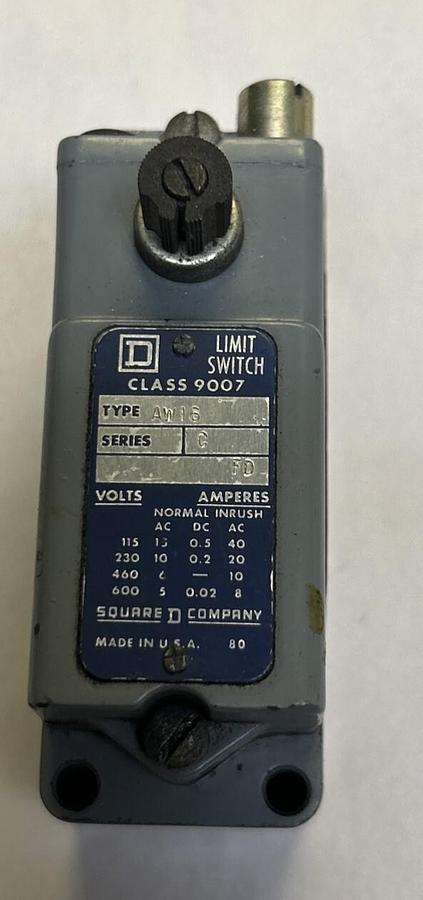 D LIMIT
SWITCH
CLASS 9007
TYPE AW16
SERIES C
FD
VOLTS AMPERES
NORMAL INRUSH
AC DC AC
115 15 0.5 40
230 10 0.2 20
460 6 — 10
600 5 0.02 8
SQUARE D COMPANY
MADE IN U.S.A. 80